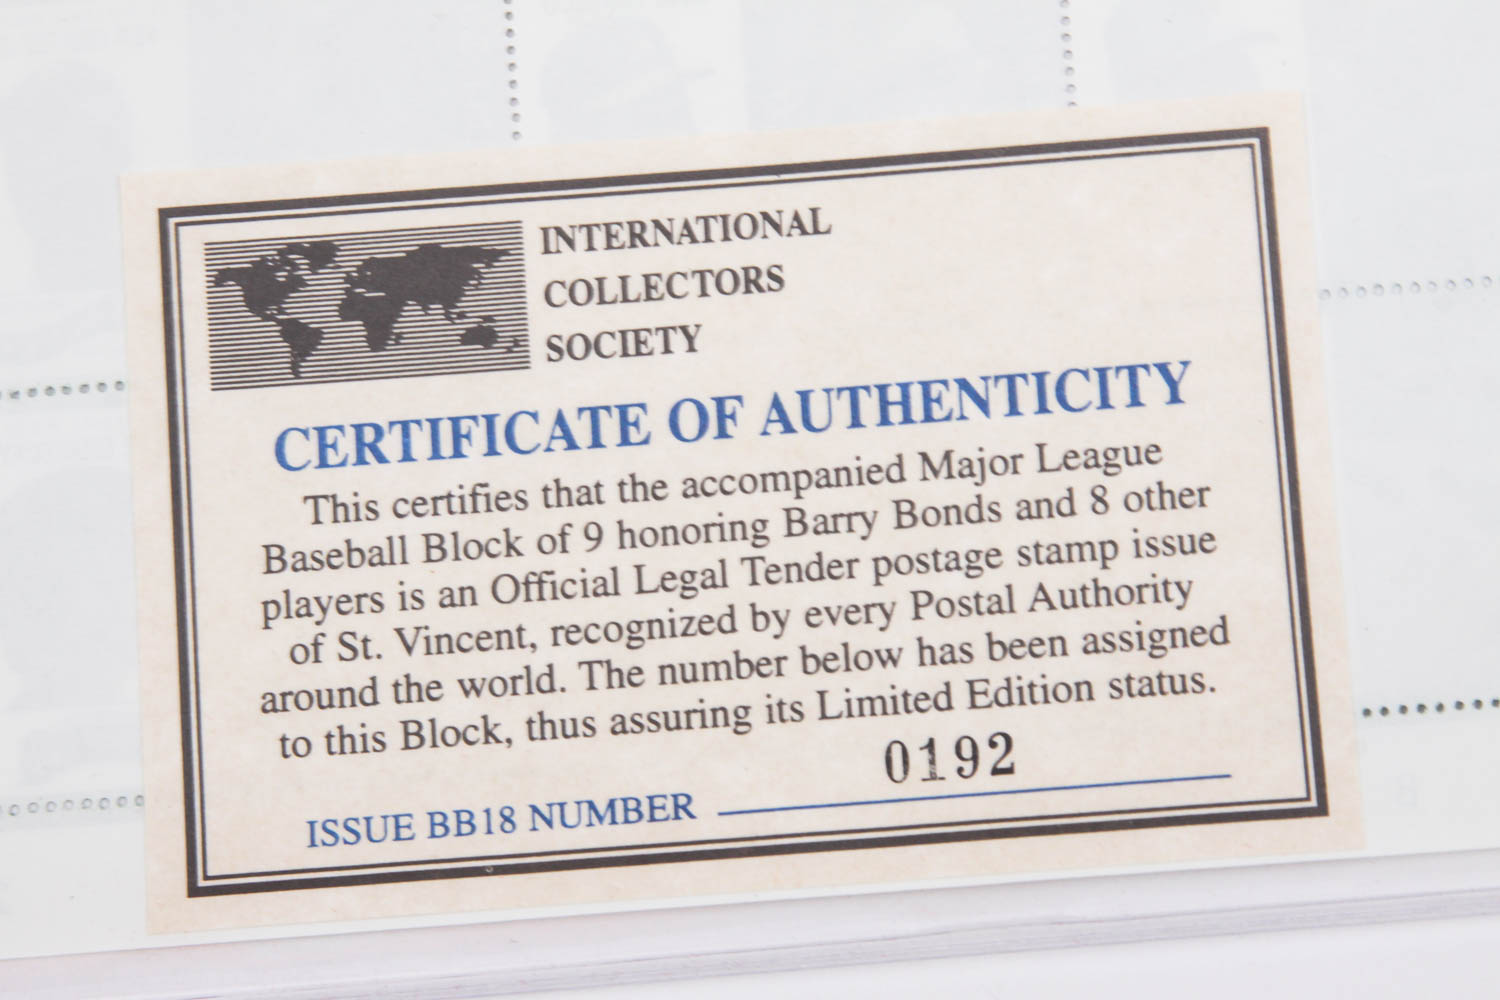 INTERNATIONAL
COLLECTORS
SOCIETY
CERTIFICATE OF AUTHENTICITY
This certifies that the accompanied Major League
Baseball Block of 9 honoring Barry Bonds and 8 other
players is an Official Legal Tender postage stamp issue
of St. Vincent, recognized by every Postal Authority
around the world. The number below has been assigned
to this Block, thus assuring its Limited Edition status.
0192
ISSUE BB18 NUMBER